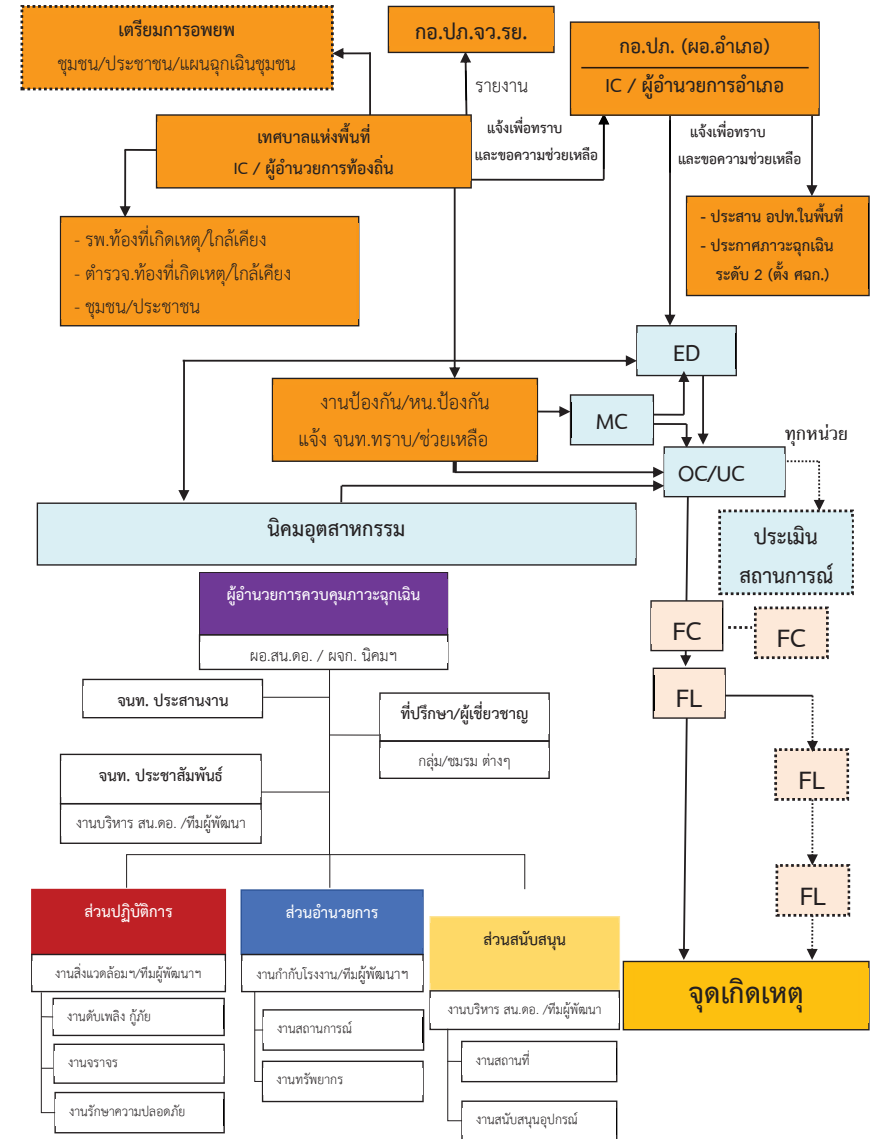 เตรียมการอพยพ
ชุมชน/ประชาชน/แผนฉุกเฉินชุมชน
กอ.ปภ.จว.รย.
กอ.ปภ. (ผอ.อำเภอ)
IC / ผู้อำนวยการอำเภอ
รายงาน
เทศบาลแห่งพื้นที่
IC / ผู้อำนวยการท้องถิ่น
แจ้งเพื่อทราบ
และขอความช่วยเหลือ
แจ้งเพื่อทราบ
และขอความช่วยเหลือ
- รพ.ท้องที่เกิดเหตุ/ใกล้เคียง
- ตำรวจ.ท้องที่เกิดเหตุ/ใกล้เคียง
- ชุมชน/ประชาชน
- ประสาน อปท.ในพื้นที่
- ประกาศภาวะฉุกเฉิน
ระดับ 2 (ตั้ง ศฉก.)
ED
งานป้องกัน/หน.ป้องกัน
แจ้ง จนท.ทราบ/ช่วยเหลือ
MC
ทุกหน่วย
OC/UC
นิคมอุตสาหกรรม
ประเมิน
สถานการณ์
ผู้อำนวยการควบคุมภาวะฉุกเฉิน
ผอ.สน.ดอ. / ผจก. นิคมฯ
FC
FC
จนท. ประสานงาน
FL
ที่ปรึกษา/ผู้เชี่ยวชาญ
กลุ่ม/ชมรม ต่างๆ
จนท. ประชาสัมพันธ์
งานบริหาร สน.ดอ. /ทีมผู้พัฒนา
FL
FL
ส่วนปฏิบัติการ
งานสิ่งแวดล้อมฯ/ทีมผู้พัฒนาฯ
งานดับเพลิง กู้ภัย
งานจราจร
งานรักษาความปลอดภัย
ส่วนอำนวยการ
งานกำกับโรงงาน/ทีมผู้พัฒนาฯ
งานสถานการณ์
งานทรัพยากร
ส่วนสนับสนุน
งานบริหาร สน.ดอ. /ทีมผู้พัฒนา
งานสถานที่
งานสนับสนุนอุปกรณ์
จุดเกิดเหตุ